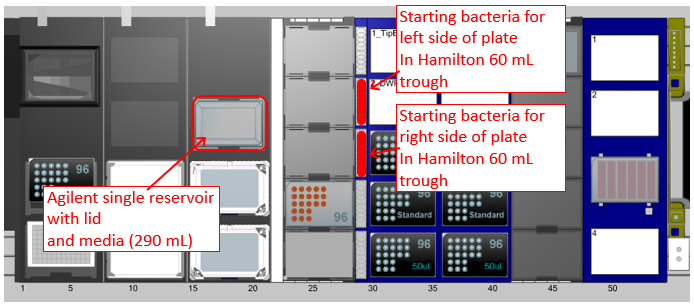 Starting bacteria for
left side of plate
In Hamilton 60 mL
trough
Starting bacteria for
right side of plate
In Hamilton 60 mL
trough
Agilent single reservoir
with lid
and media (290 mL)
1
2
4
96
96
96
Standard
96
Standard
96
50ul
96
50ul
1
5
10
15
20
25
30
35
40
45
50